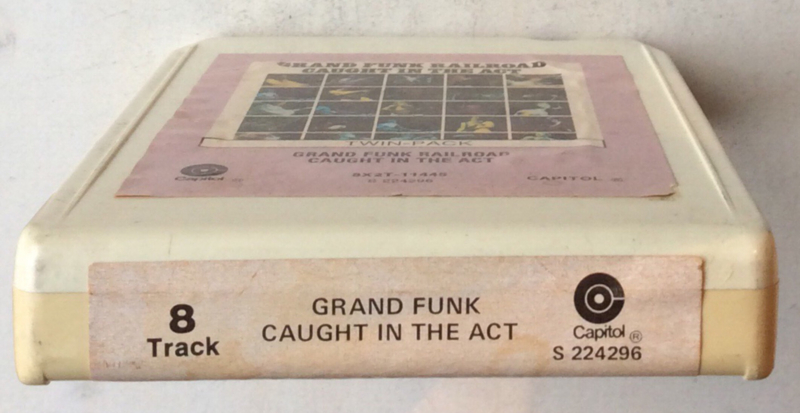 GRAND FUNK RAILROAD
CAUGHT IN THE ACT
TWIN-PACK
GRAND FUNK RAILROAD
CAUGHT IN THE ACT
8X2T-11445
S 224296
Capitol ®
CAPITOL ®
8
Track
GRAND FUNK
CAUGHT IN THE ACT
Capitol ®
S 224296